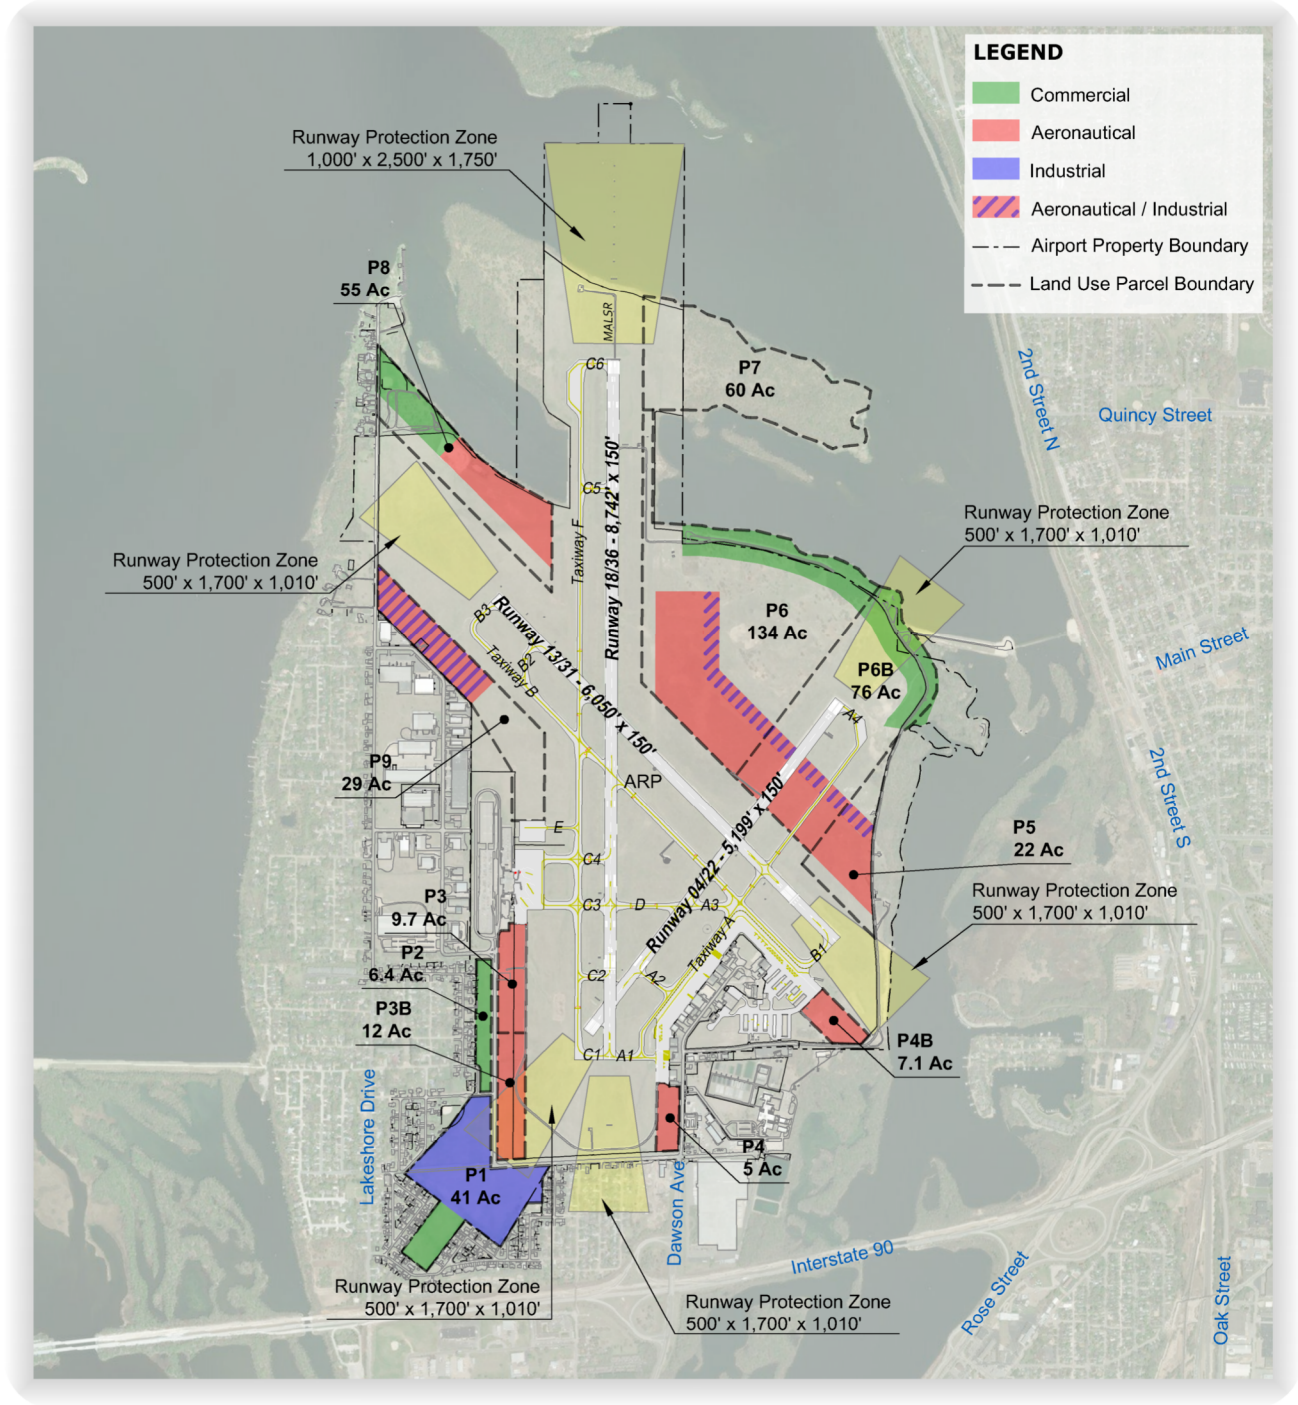 LEGEND
Commercial
Aeronautical
Industrial
Aeronautical / Industrial
Airport Property Boundary
Land Use Parcel Boundary
Runway Protection Zone
1,000' x 2,500' x 1,750'
P8
55 Ac
MALSR
C6
P7
60 Ac
2nd Street N
Quincy Street
C5
Taxiway F
Runway 18/36 - 8,742' x 150'
Runway Protection Zone
500' x 1,700' x 1,010'
Runway Protection Zone
500' x 1,700' x 1,010'
B3
Runway 13/31 - 6,050' x 150'
B2
Taxiway B
P6
134 Ac
P6B
76 Ac
Main Street
A4
P9
29 Ac
ARP
2nd Street S
E
C4
Runway 04/22 - 5,199' x 150'
P5
22 Ac
P3
9.7 Ac
C3
D
A3
Runway Protection Zone
500' x 1,700' x 1,010'
P2
6.4 Ac
Taxiway A
B1
C2
A2
P3B
12 Ac
C1
A1
P4B
7.1 Ac
Lakeshore Drive
P4
5 Ac
P1
41 Ac
Dawson Ave
Interstate 90
Rose Street
Oak Street
Runway Protection Zone
500' x 1,700' x 1,010'
Runway Protection Zone
500' x 1,700' x 1,010'